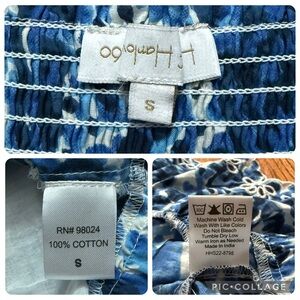 F. Hanlon
S
RN# 98024
100% COTTON
S
Machine Wash Cold
Wash With Like Colors
Do Not Bleach
Tumble Dry Low
Warm Iron as Needed
Made In India
PIC·COLLAGE